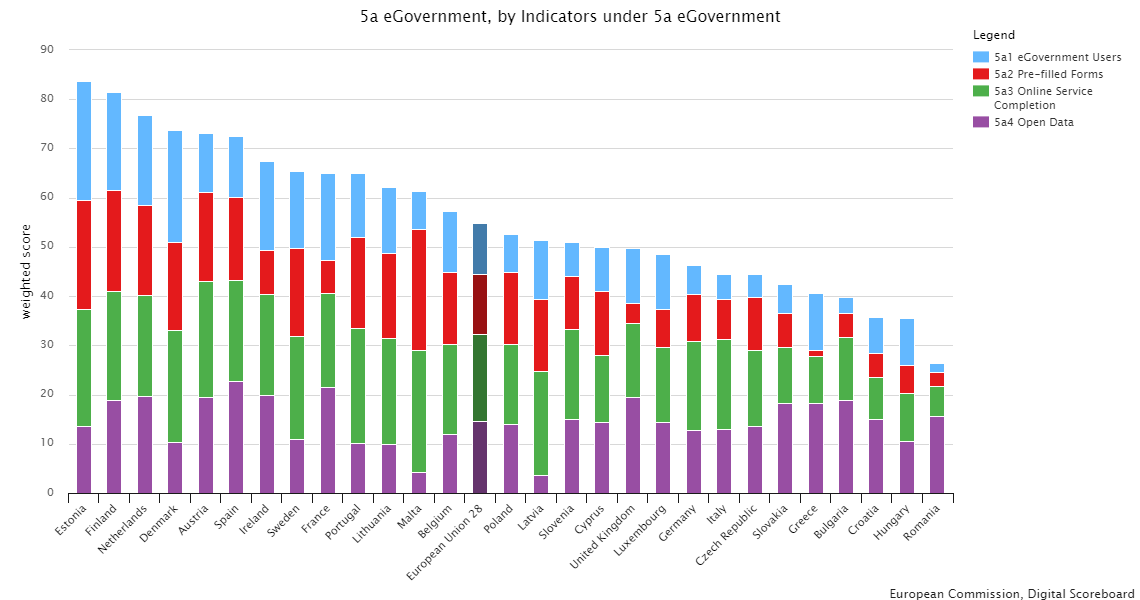 5a eGovernment, by Indicators under 5a eGovernment
Legend
5a1 eGovernment Users
5a2 Pre-filled Forms
5a3 Online Service
Completion
5a4 Open Data
weighted score
90
80
70
60
50
40
30
20
10
0
Estonia
Finland
Netherlands
Denmark
Austria
Spain
Ireland
Sweden
France
Portugal
Lithuania
Malta
Belgium
European Union 28
Poland
Latvia
Slovenia
Cyprus
United Kingdom
Luxembourg
Germany
Italy
Czech Republic
Slovakia
Greece
Bulgaria
Croatia
Hungary
Romania
European Commission, Digital Scoreboard